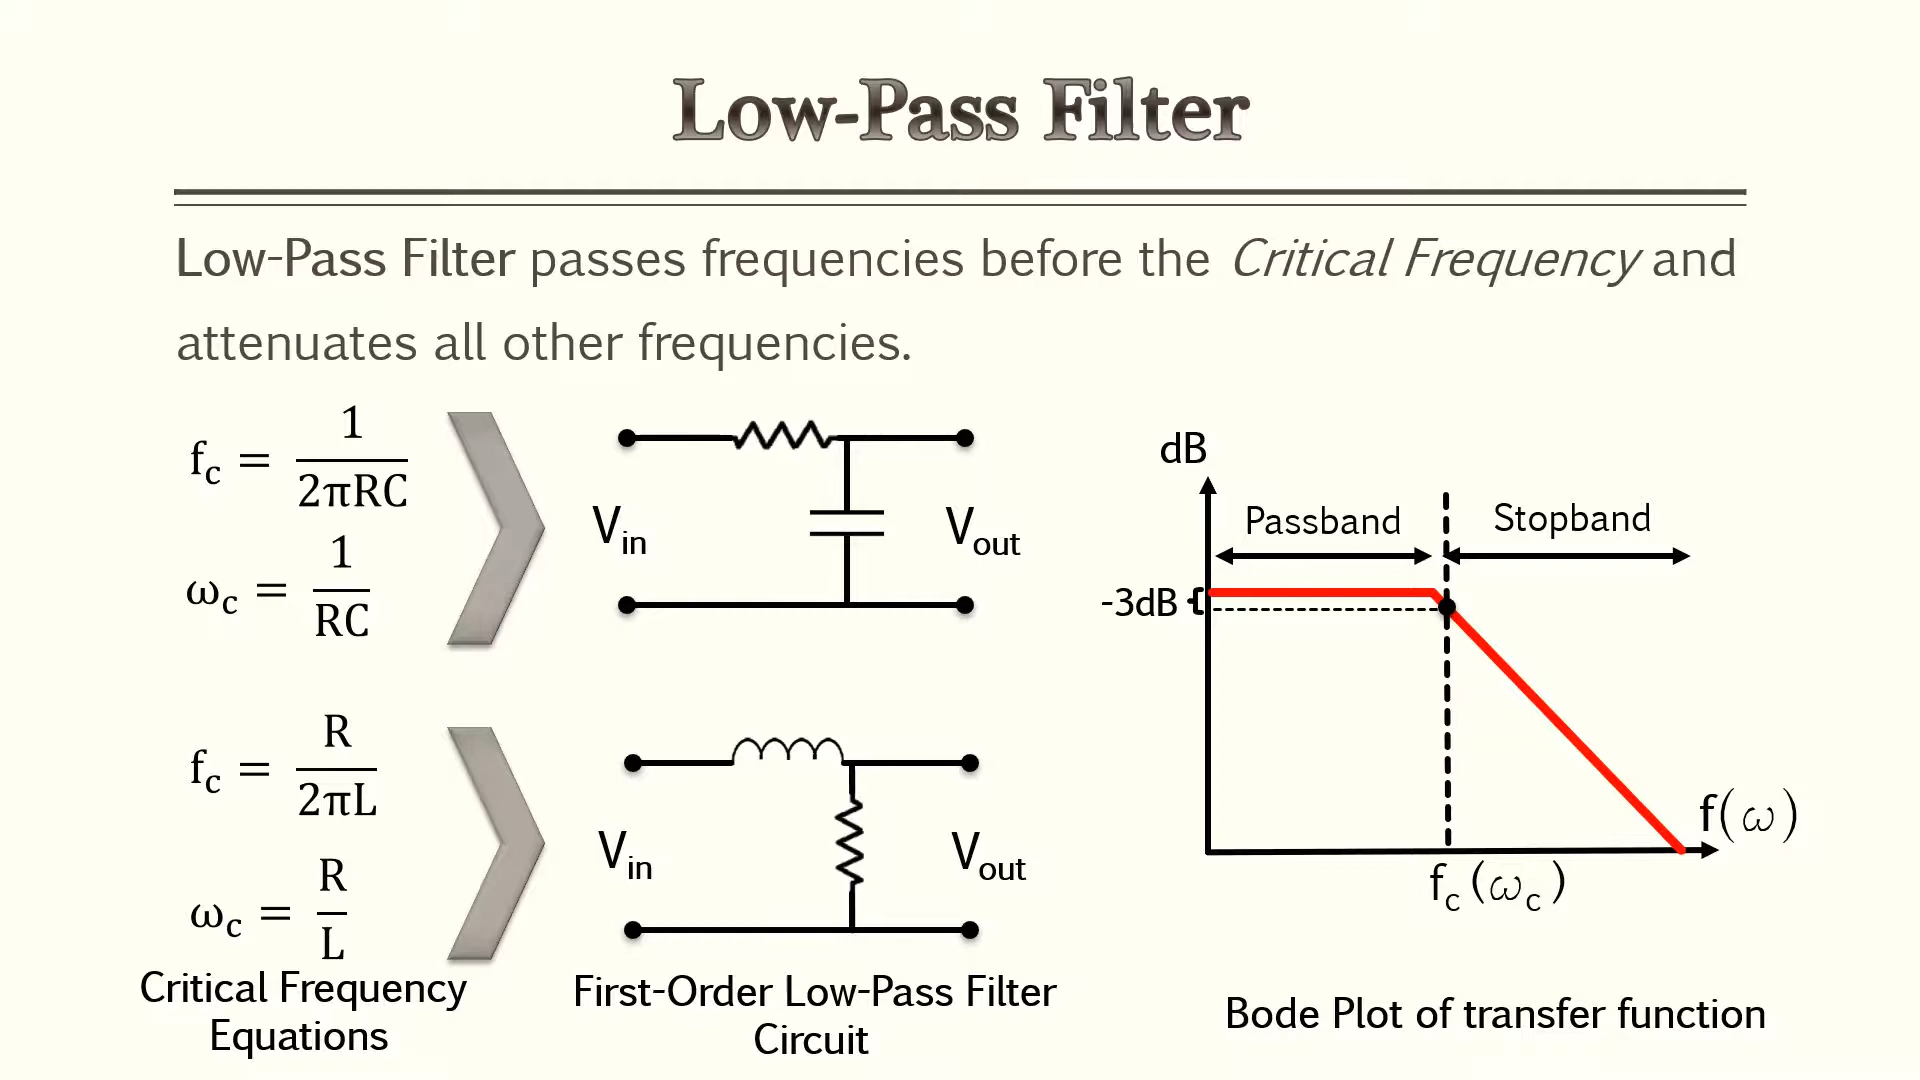 Low-Pass Filter
Low-Pass Filter passes frequencies before the Critical Frequency and
attenuates all other frequencies.
f_c = 1/(2πRC)
ω_c = 1/(RC)
V_in
V_out
f_c = R/(2πL)
ω_c = R/L
V_in
V_out
Critical Frequency
Equations
First-Order Low-Pass Filter
Circuit
dB
Passband
Stopband
-3dB
f(ω)
f_c(ω_c)
Bode Plot of transfer function